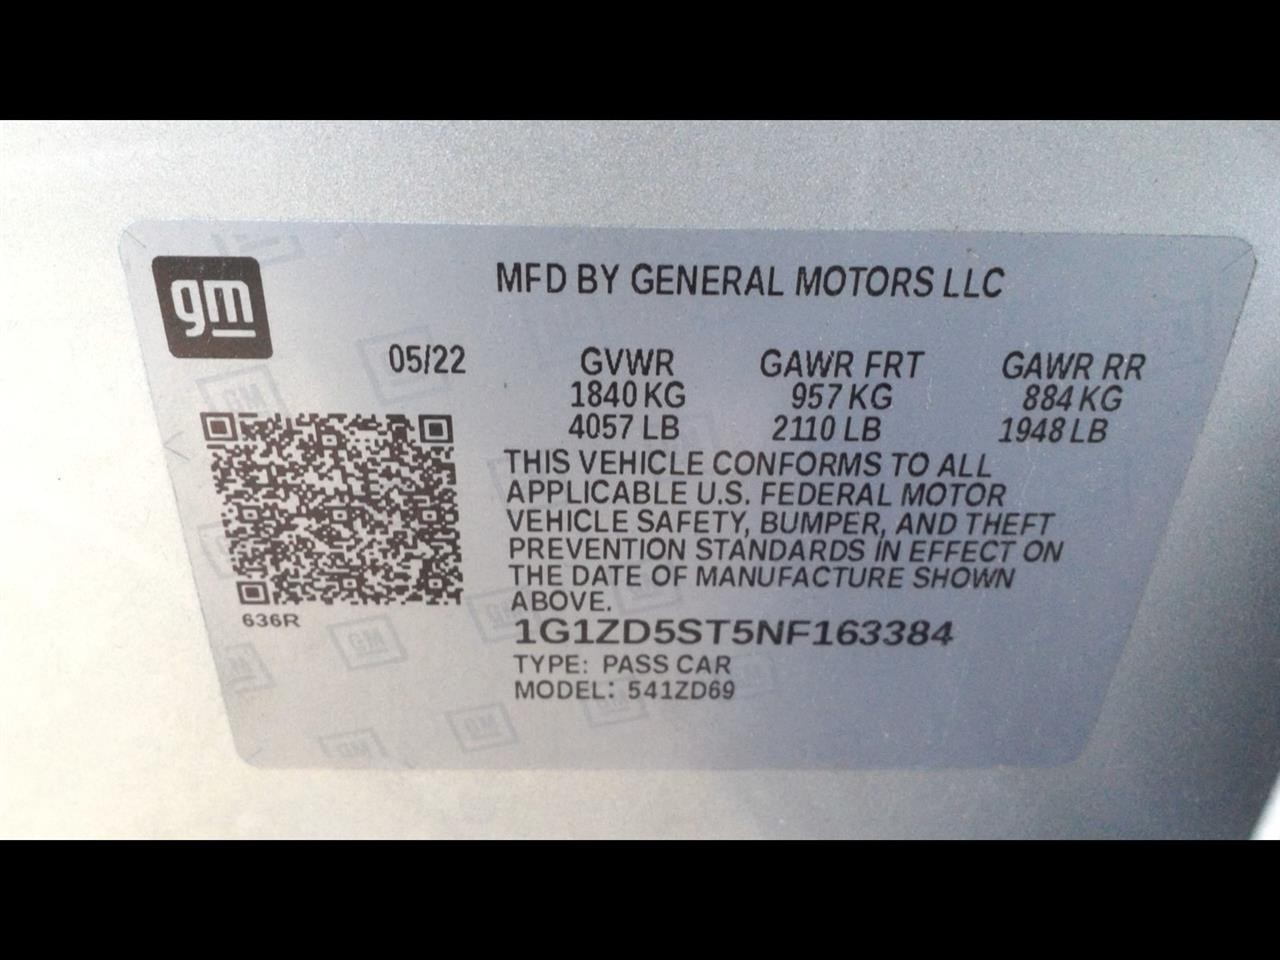 gm
MFD BY GENERAL MOTORS LLC
05/22
GVWR GAWR FRT GAWR RR
1840 KG 957 KG 884 KG
4057 LB 2110 LB 1948 LB
THIS VEHICLE CONFORMS TO ALL
APPLICABLE U.S. FEDERAL MOTOR
VEHICLE SAFETY, BUMPER, AND THEFT
PREVENTION STANDARDS IN EFFECT ON
THE DATE OF MANUFACTURE SHOWN
ABOVE.
636R
1G1ZD5ST5NF163384
TYPE: PASS CAR
MODEL: 541ZD69